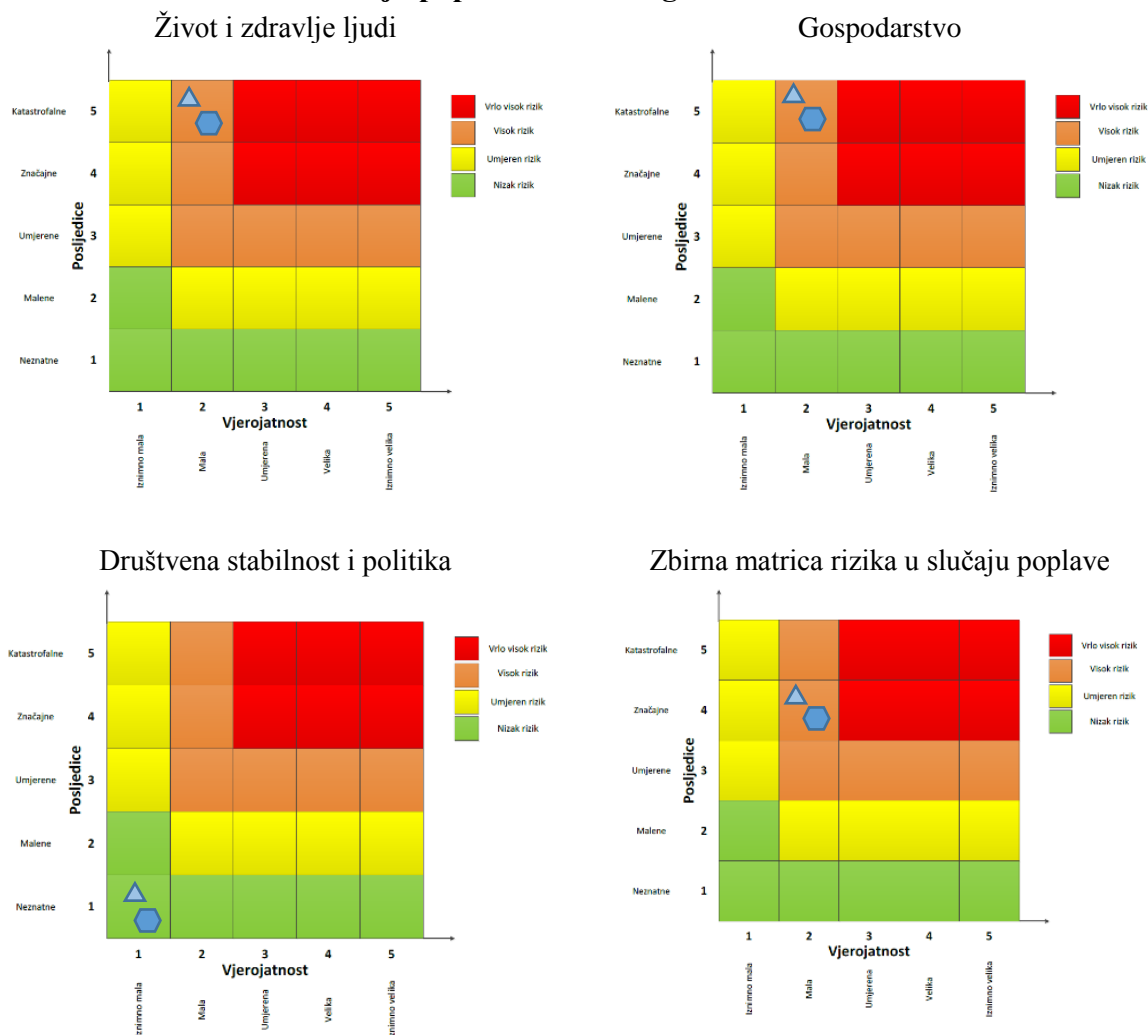 Život i zdravlje ljudi
Katastrofalne 5
Značajne 4
Umjerene 3
Malene 2
Neznatne 1
Posljedice
1 2 3 4 5
Vjerojatnost
Iznimno mala
Mala
Umjerena
Velika
Iznimno velika
Vrlo visok rizik
Visok rizik
Umjeren rizik
Nizak rizik
Gospodarstvo
Katastrofalne 5
Značajne 4
Umjerene 3
Malene 2
Neznatne 1
Posljedice
1 2 3 4 5
Vjerojatnost
Iznimno mala
Mala
Umjerena
Velika
Iznimno velika
Vrlo visok rizik
Visok rizik
Umjeren rizik
Nizak rizik
Društvena stabilnost i politika
Katastrofalne 5
Značajne 4
Umjerene 3
Malene 2
Neznatne 1
Posljedice
1 2 3 4 5
Vjerojatnost
Iznimno mala
Mala
Umjerena
Velika
Iznimno velika
Vrlo visok rizik
Visok rizik
Umjeren rizik
Nizak rizik
Zbirna matrica rizika u slučaju poplave
Katastrofalne 5
Značajne 4
Umjerene 3
Malene 2
Neznatne 1
Posljedice
1 2 3 4 5
Vjerojatnost
Iznimno mala
Mala
Umjerena
Velika
Iznimno velika
Vrlo visok rizik
Visok rizik
Umjeren rizik
Nizak rizik